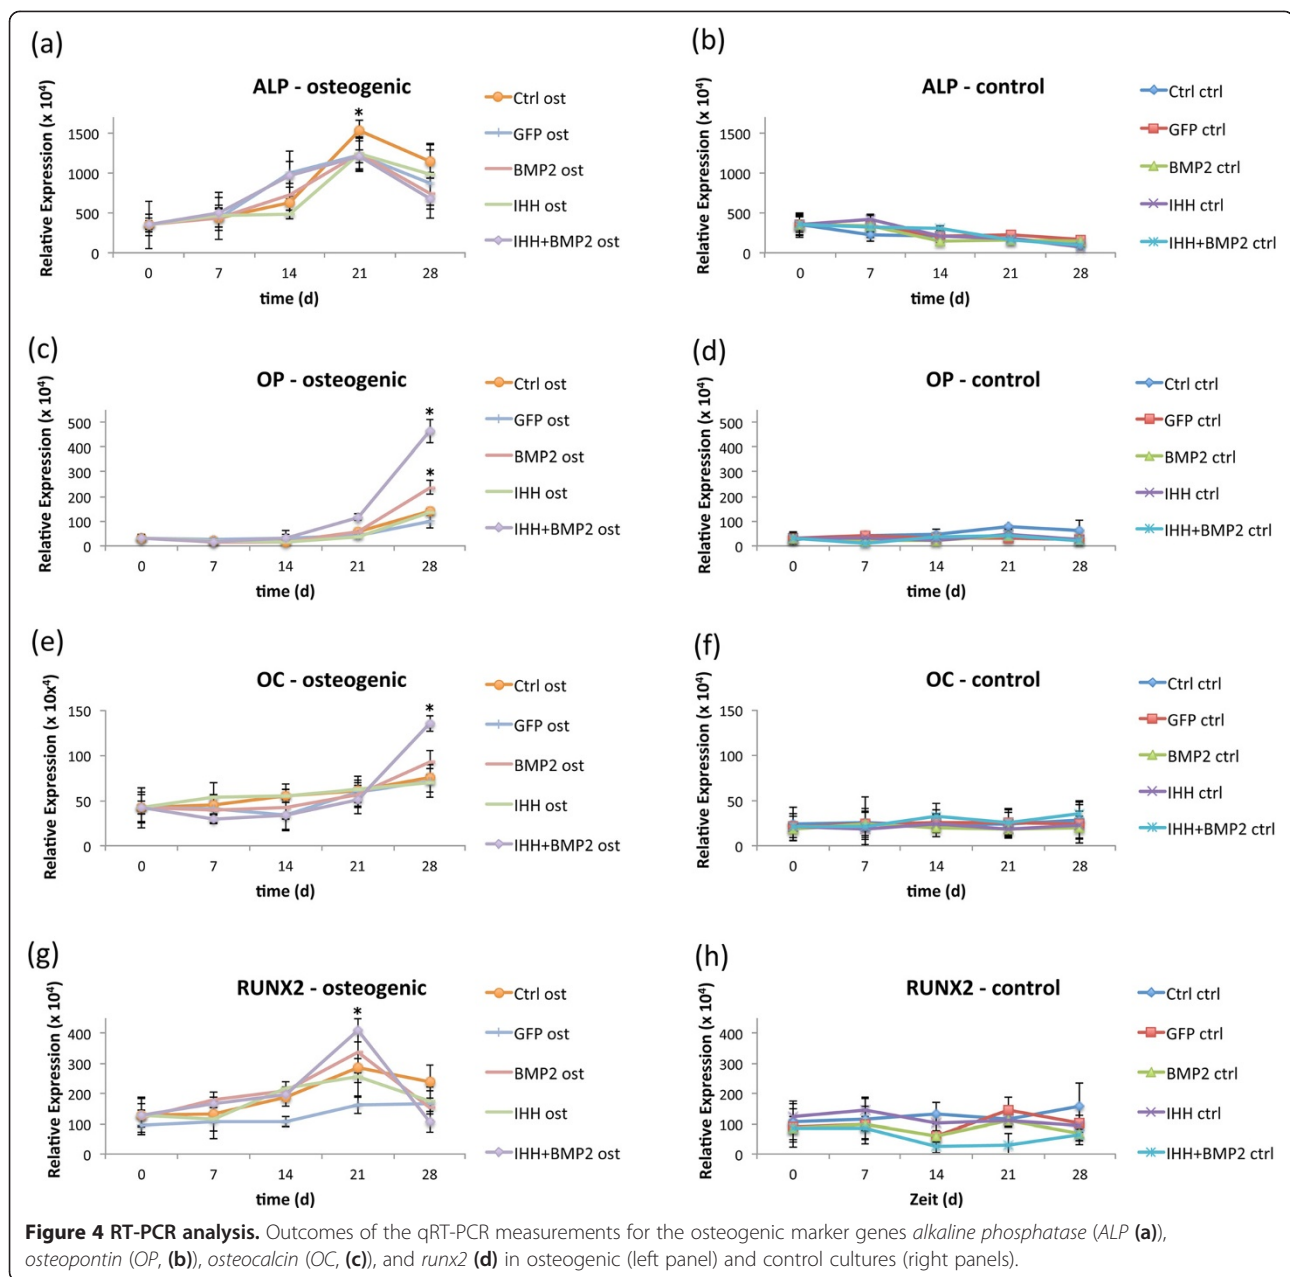 (a)
ALP - osteogenic
Relative Expression (x 10⁴)
*
1500
1000
500
0
0 7 14 21 28
time (d)
Ctrl ost
GFP ost
BMP2 ost
IHH ost
IHH+BMP2 ost
(b)
ALP - control
Relative Expression (x 10⁴)
1500
1000
500
0
0 7 14 21 28
time (d)
Ctrl ctrl
GFP ctrl
BMP2 ctrl
IHH ctrl
IHH+BMP2 ctrl
(c)
OP - osteogenic
Relative Expression (x 10⁴)
*
*
500
400
300
200
100
0
0 7 14 21 28
time (d)
Ctrl ost
GFP ost
BMP2 ost
IHH ost
IHH+BMP2 ost
(d)
OP - control
Relative Expression (x 10⁴)
500
400
300
200
100
0
0 7 14 21 28
time (d)
Ctrl ctrl
GFP ctrl
BMP2 ctrl
IHH ctrl
IHH+BMP2 ctrl
(e)
OC - osteogenic
Relative Expression (x 10x⁴)
*
150
100
50
0
0 7 14 21 28
time (d)
Ctrl ost
GFP ost
BMP2 ost
IHH ost
IHH+BMP2 ost
(f)
OC - control
Relative Expression (x 10⁴)
150
100
50
0
0 7 14 21 28
time (d)
Ctrl ctrl
GFP ctrl
BMP2 ctrl
IHH ctrl
IHH+BMP2 ctrl
(g)
RUNX2 - osteogenic
Relative Expression (x 10⁴)
*
400
300
200
100
0
0 7 14 21 28
time (d)
Ctrl ost
GFP ost
BMP2 ost
IHH ost
IHH+BMP2 ost
(h)
RUNX2 - control
Relative Expression (x 10⁴)
400
300
200
100
0
0 7 14 21 28
Zeit (d)
Ctrl ctrl
GFP ctrl
BMP2 ctrl
IHH ctrl
IHH+BMP2 ctrl
Figure 4 RT-PCR analysis. Outcomes of the qRT-PCR measurements for the osteogenic marker genes alkaline phosphatase (ALP (a)),
osteopontin (OP, (b)), osteocalcin (OC, (c)), and runx2 (d) in osteogenic (left panel) and control cultures (right panels).